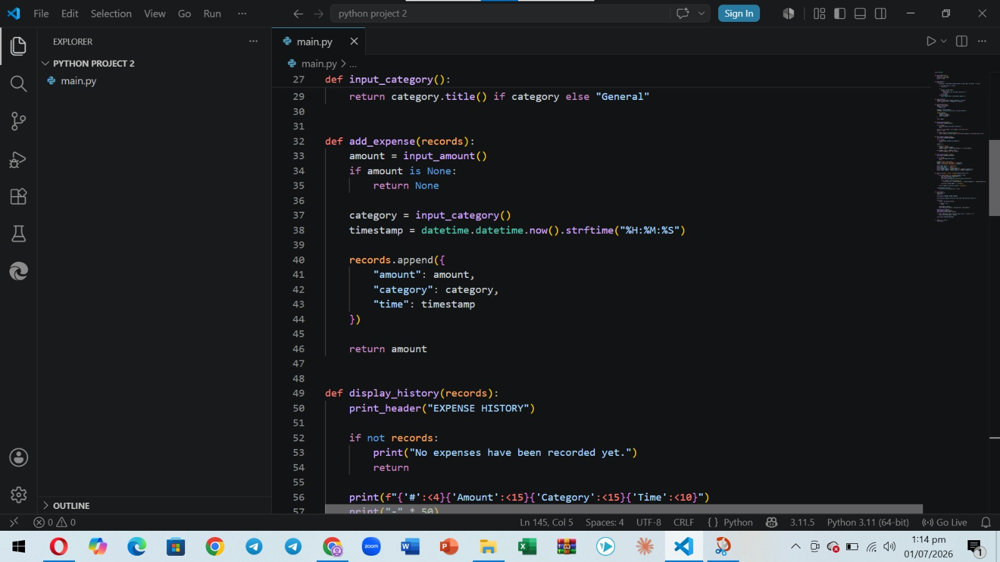 File Edit Selection View Go Run ...
python project 2
Sign In
EXPLORER
PYTHON PROJECT 2
main.py
OUTLINE
main.py
main.py > ...
27 def input_category():
29     return category.title() if category else "General"
30
31
32 def add_expense(records):
33     amount = input_amount()
34     if amount is None:
35         return None
36
37     category = input_category()
38     timestamp = datetime.datetime.now().strftime("%H:%M:%S")
39
40     records.append({
41         "amount": amount,
42         "category": category,
43         "time": timestamp
44     })
45
46     return amount
47
48
49 def display_history(records):
50     print_header("EXPENSE HISTORY")
51
52     if not records:
53         print("No expenses have been recorded yet.")
54         return
55
56     print(f"{'#':<4}{'Amount':<15}{'Category':<15}{'Time':<10}")
57     print("-" * 50)
0 0
Ln 145, Col 5 Spaces: 4 UTF-8 CRLF { } Python 3.11.5 Python 3.11 (64-bit) Go Live
zoom
1:14 pm
01/07/2026
1